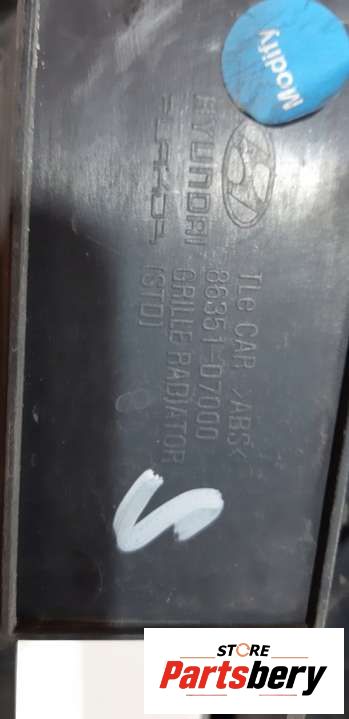 Modify
HYUNDAI
TLe CAR >ABS<
86351-D7000
GRILLE RADIATOR
(STD)
S
STORE
Partsbery